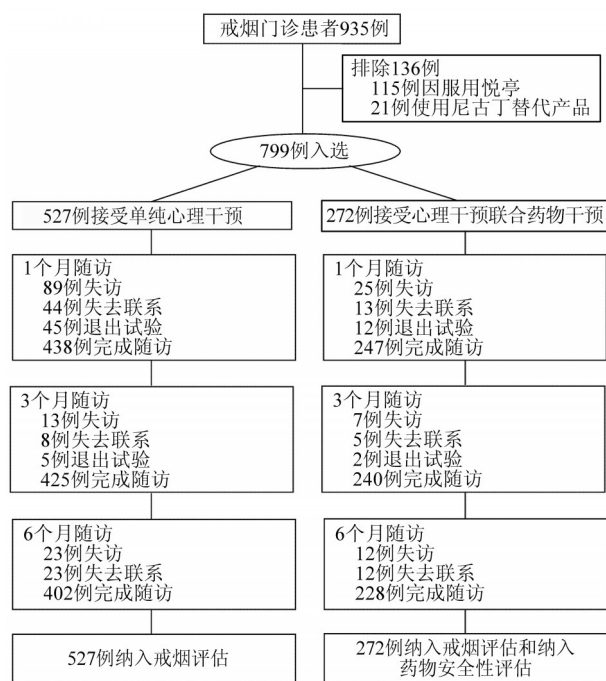 戒烟门诊患者935例
排除136例
115例因服用悦亭
21例使用尼古丁替代产品
799例入选
527例接受单纯心理干预
272例接受心理干预联合药物干预
1个月随访
89例失访
44例失去联系
45例退出试验
438例完成随访
1个月随访
25例失访
13例失去联系
12例退出试验
247例完成随访
3个月随访
13例失访
8例失去联系
5例退出试验
425例完成随访
3个月随访
7例失访
5例失去联系
2例退出试验
240例完成随访
6个月随访
23例失访
23例失去联系
402例完成随访
6个月随访
12例失访
12例失去联系
228例完成随访
527例纳入戒烟评估
272例纳入戒烟评估和纳入
药物安全性评估